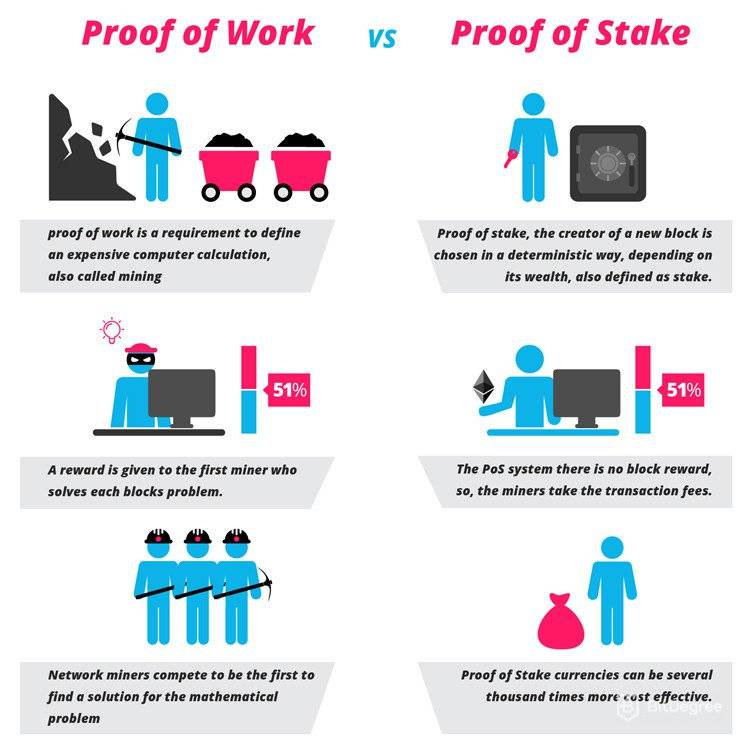 Proof of Work vs Proof of Stake
proof of work is a requirement to define
an expensive computer calculation,
also called mining
Proof of stake, the creator of a new block is
chosen in a deterministic way, depending on
its wealth, also defined as stake.
51%
51%
A reward is given to the first miner who
solves each blocks problem.
The PoS system there is no block reward,
so, the miners take the transaction fees.
Network miners compete to be the first to
find a solution for the mathematical
problem
Proof of Stake currencies can be several
thousand times more cost effective.
BitDegree